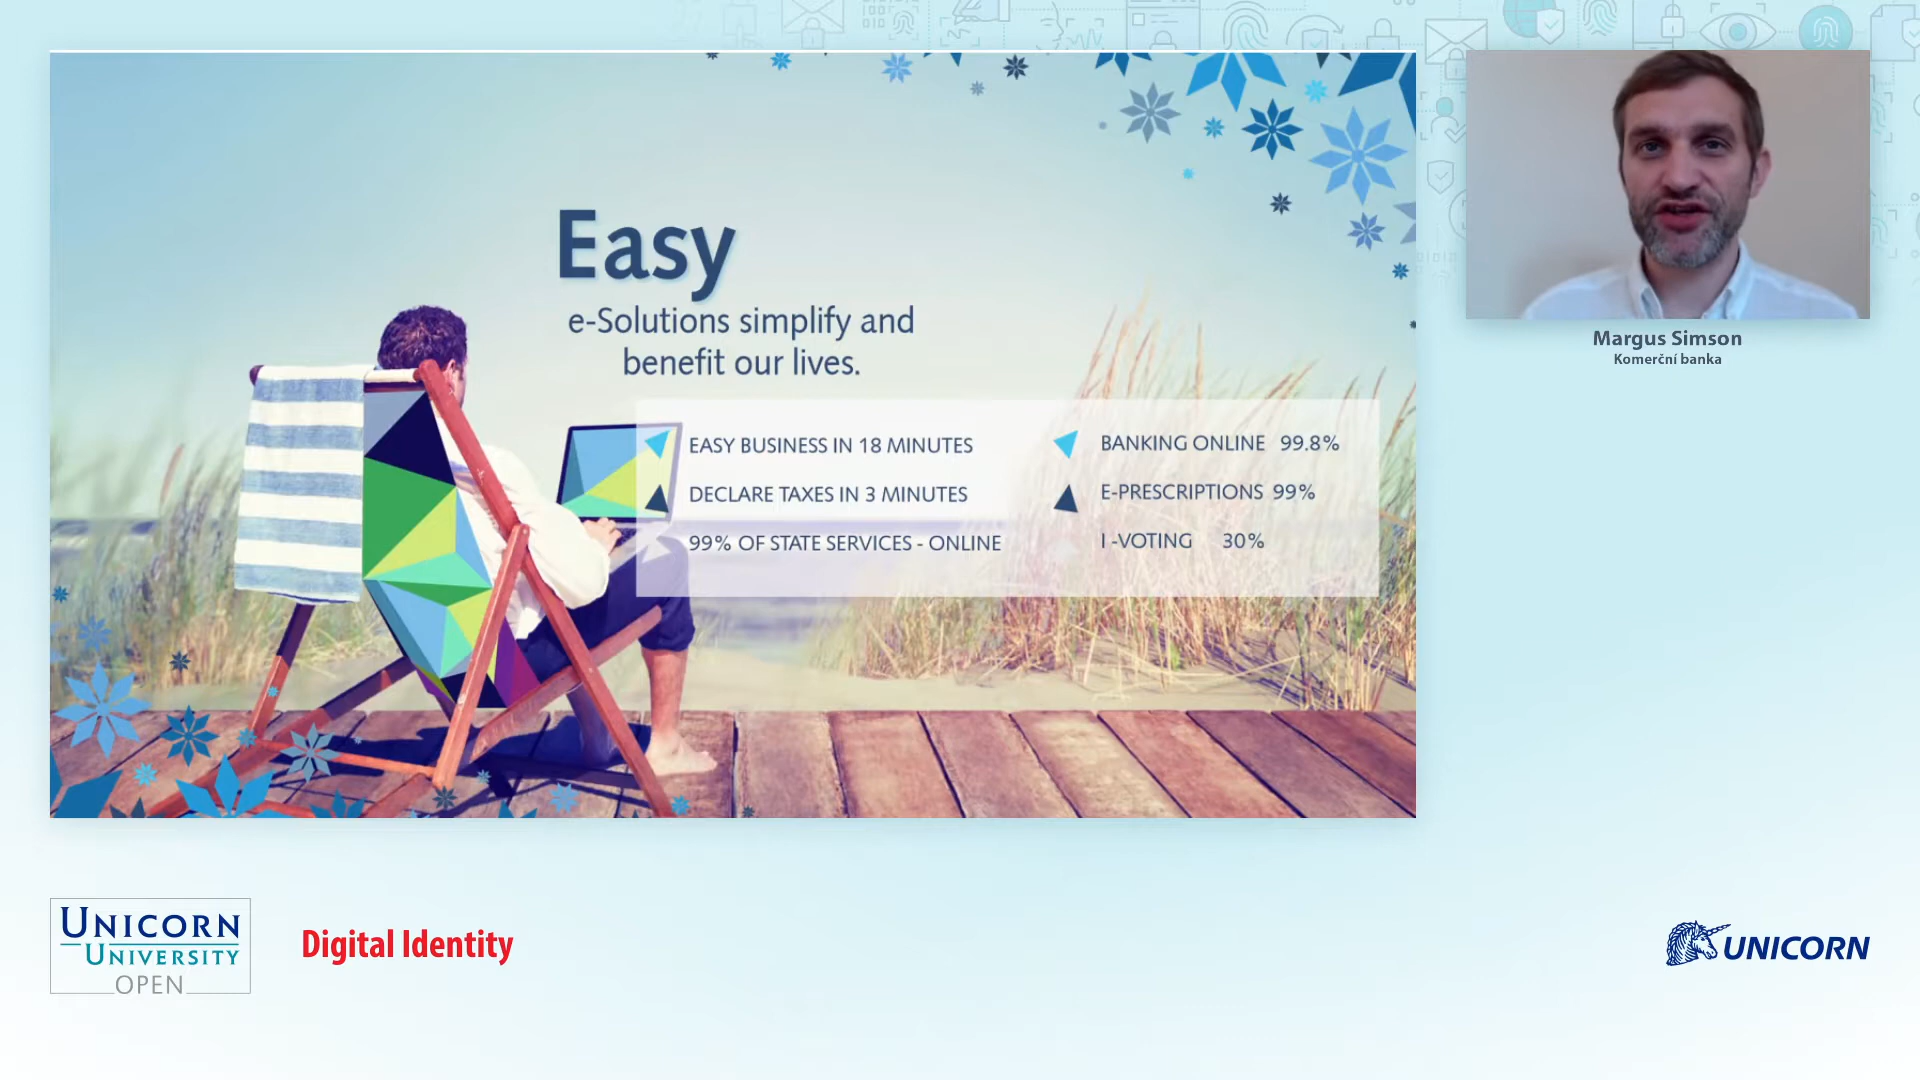 Easy
e-Solutions simplify and
benefit our lives.
EASY BUSINESS IN 18 MINUTES
DECLARE TAXES IN 3 MINUTES
99% OF STATE SERVICES - ONLINE
BANKING ONLINE 99.8%
E-PRESCRIPTIONS 99%
I -VOTING 30%
Margus Simson
Komerční banka
UNICORN
UNIVERSITY
OPEN
Digital Identity
UNICORN